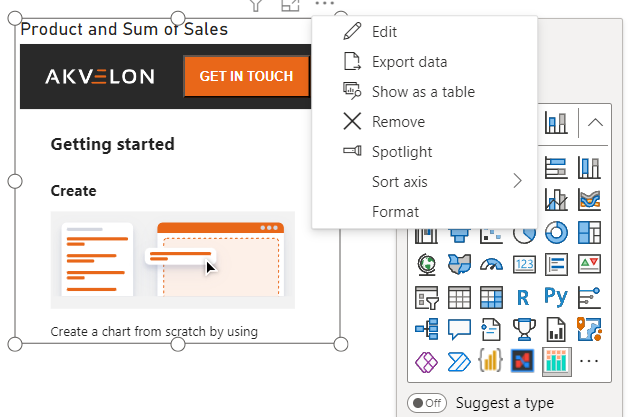 Product and Sum of Sales
AKVELON
GET IN TOUCH
Getting started
Create
Create a chart from scratch by using
Edit
Export data
Show as a table
Remove
Spotlight
Sort axis
Format
123
R
Py
Off
Suggest a type